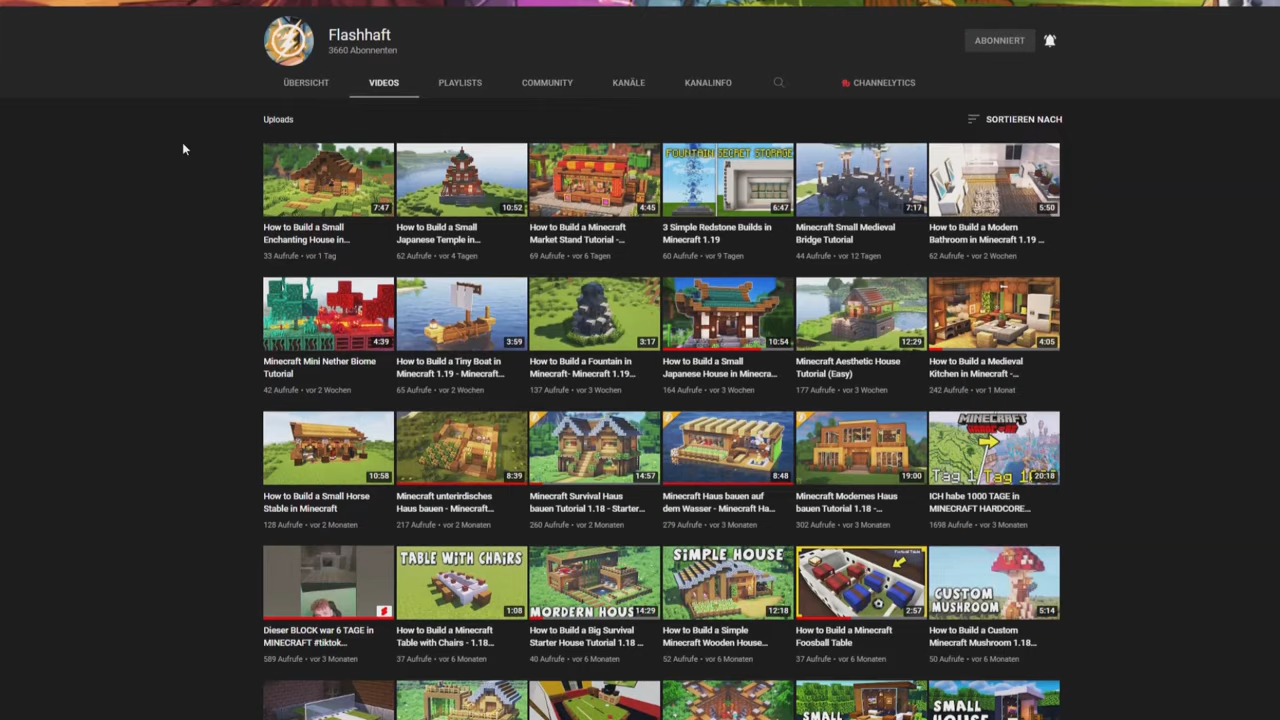 Flashhaft
3660 Abonnenten
ABONNIERT
ÜBERSICHT VIDEOS PLAYLISTS COMMUNITY KANÄLE KANALINFO CHANNELYTICS
Uploads
SORTIEREN NACH
7:47
How to Build a Small
Enchanting House in...
33 Aufrufe • vor 1 Tag
10:52
How to Build a Small
Japanese Temple in...
62 Aufrufe • vor 4 Tagen
4:45
How to Build a Minecraft
Market Stand Tutorial -...
69 Aufrufe • vor 6 Tagen
FOUNTAIN SECRET STORAGE
6:47
3 Simple Redstone Builds in
Minecraft 1.19
60 Aufrufe • vor 9 Tagen
7:17
Minecraft Small Medieval
Bridge Tutorial
44 Aufrufe • vor 12 Tagen
5:50
How to Build a Modern
Bathroom in Minecraft 1.19 ...
62 Aufrufe • vor 2 Wochen
4:39
Minecraft Mini Nether Biome
Tutorial
42 Aufrufe • vor 2 Wochen
3:59
How to Build a Tiny Boat in
Minecraft 1.19 - Minecraft...
65 Aufrufe • vor 2 Wochen
3:17
How to Build a Fountain in
Minecraft- Minecraft 1.19...
137 Aufrufe • vor 3 Wochen
10:54
How to Build a Small
Japanese House in Minecra...
164 Aufrufe • vor 3 Wochen
12:29
Minecraft Aesthetic House
Tutorial (Easy)
177 Aufrufe • vor 3 Wochen
4:05
How to Build a Medieval
Kitchen in Minecraft -...
242 Aufrufe • vor 1 Monat
10:58
How to Build a Small Horse
Stable in Minecraft
128 Aufrufe • vor 2 Monaten
8:39
Minecraft unterirdisches
Haus bauen - Minecraft...
217 Aufrufe • vor 2 Monaten
14:57
Minecraft Survival Haus
bauen Tutorial 1.18 - Starter...
260 Aufrufe • vor 2 Monaten
8:48
Minecraft Haus bauen auf
dem Wasser - Minecraft Ha...
279 Aufrufe • vor 3 Monaten
19:00
Minecraft Modernes Haus
bauen Tutorial 1.18 -...
302 Aufrufe • vor 3 Monaten
MINECRAFT
Tag 1
20:18
ICH habe 1000 TAGE in
MINECRAFT HARDCORE...
1698 Aufrufe • vor 3 Monaten
Dieser BLOCK war 6 TAGE in
MINECRAFT #tiktok...
589 Aufrufe • vor 3 Monaten
TABLE WITH CHAIRS
1:08
How to Build a Minecraft
Table with Chairs - 1.18...
37 Aufrufe • vor 6 Monaten
MORDERN HOUS
14:29
How to Build a Big Survival
Starter House Tutorial 1.18 ...
40 Aufrufe • vor 6 Monaten
SIMPLE HOUSE
12:18
How to Build a Simple
Minecraft Wooden House...
52 Aufrufe • vor 6 Monaten
2:57
How to Build a Minecraft
Foosball Table
37 Aufrufe • vor 6 Monaten
CUSTOM
MUSHROOM
5:14
How to Build a Custom
Minecraft Mushroom 1.18...
50 Aufrufe • vor 6 Monaten
SMALL
SMALL